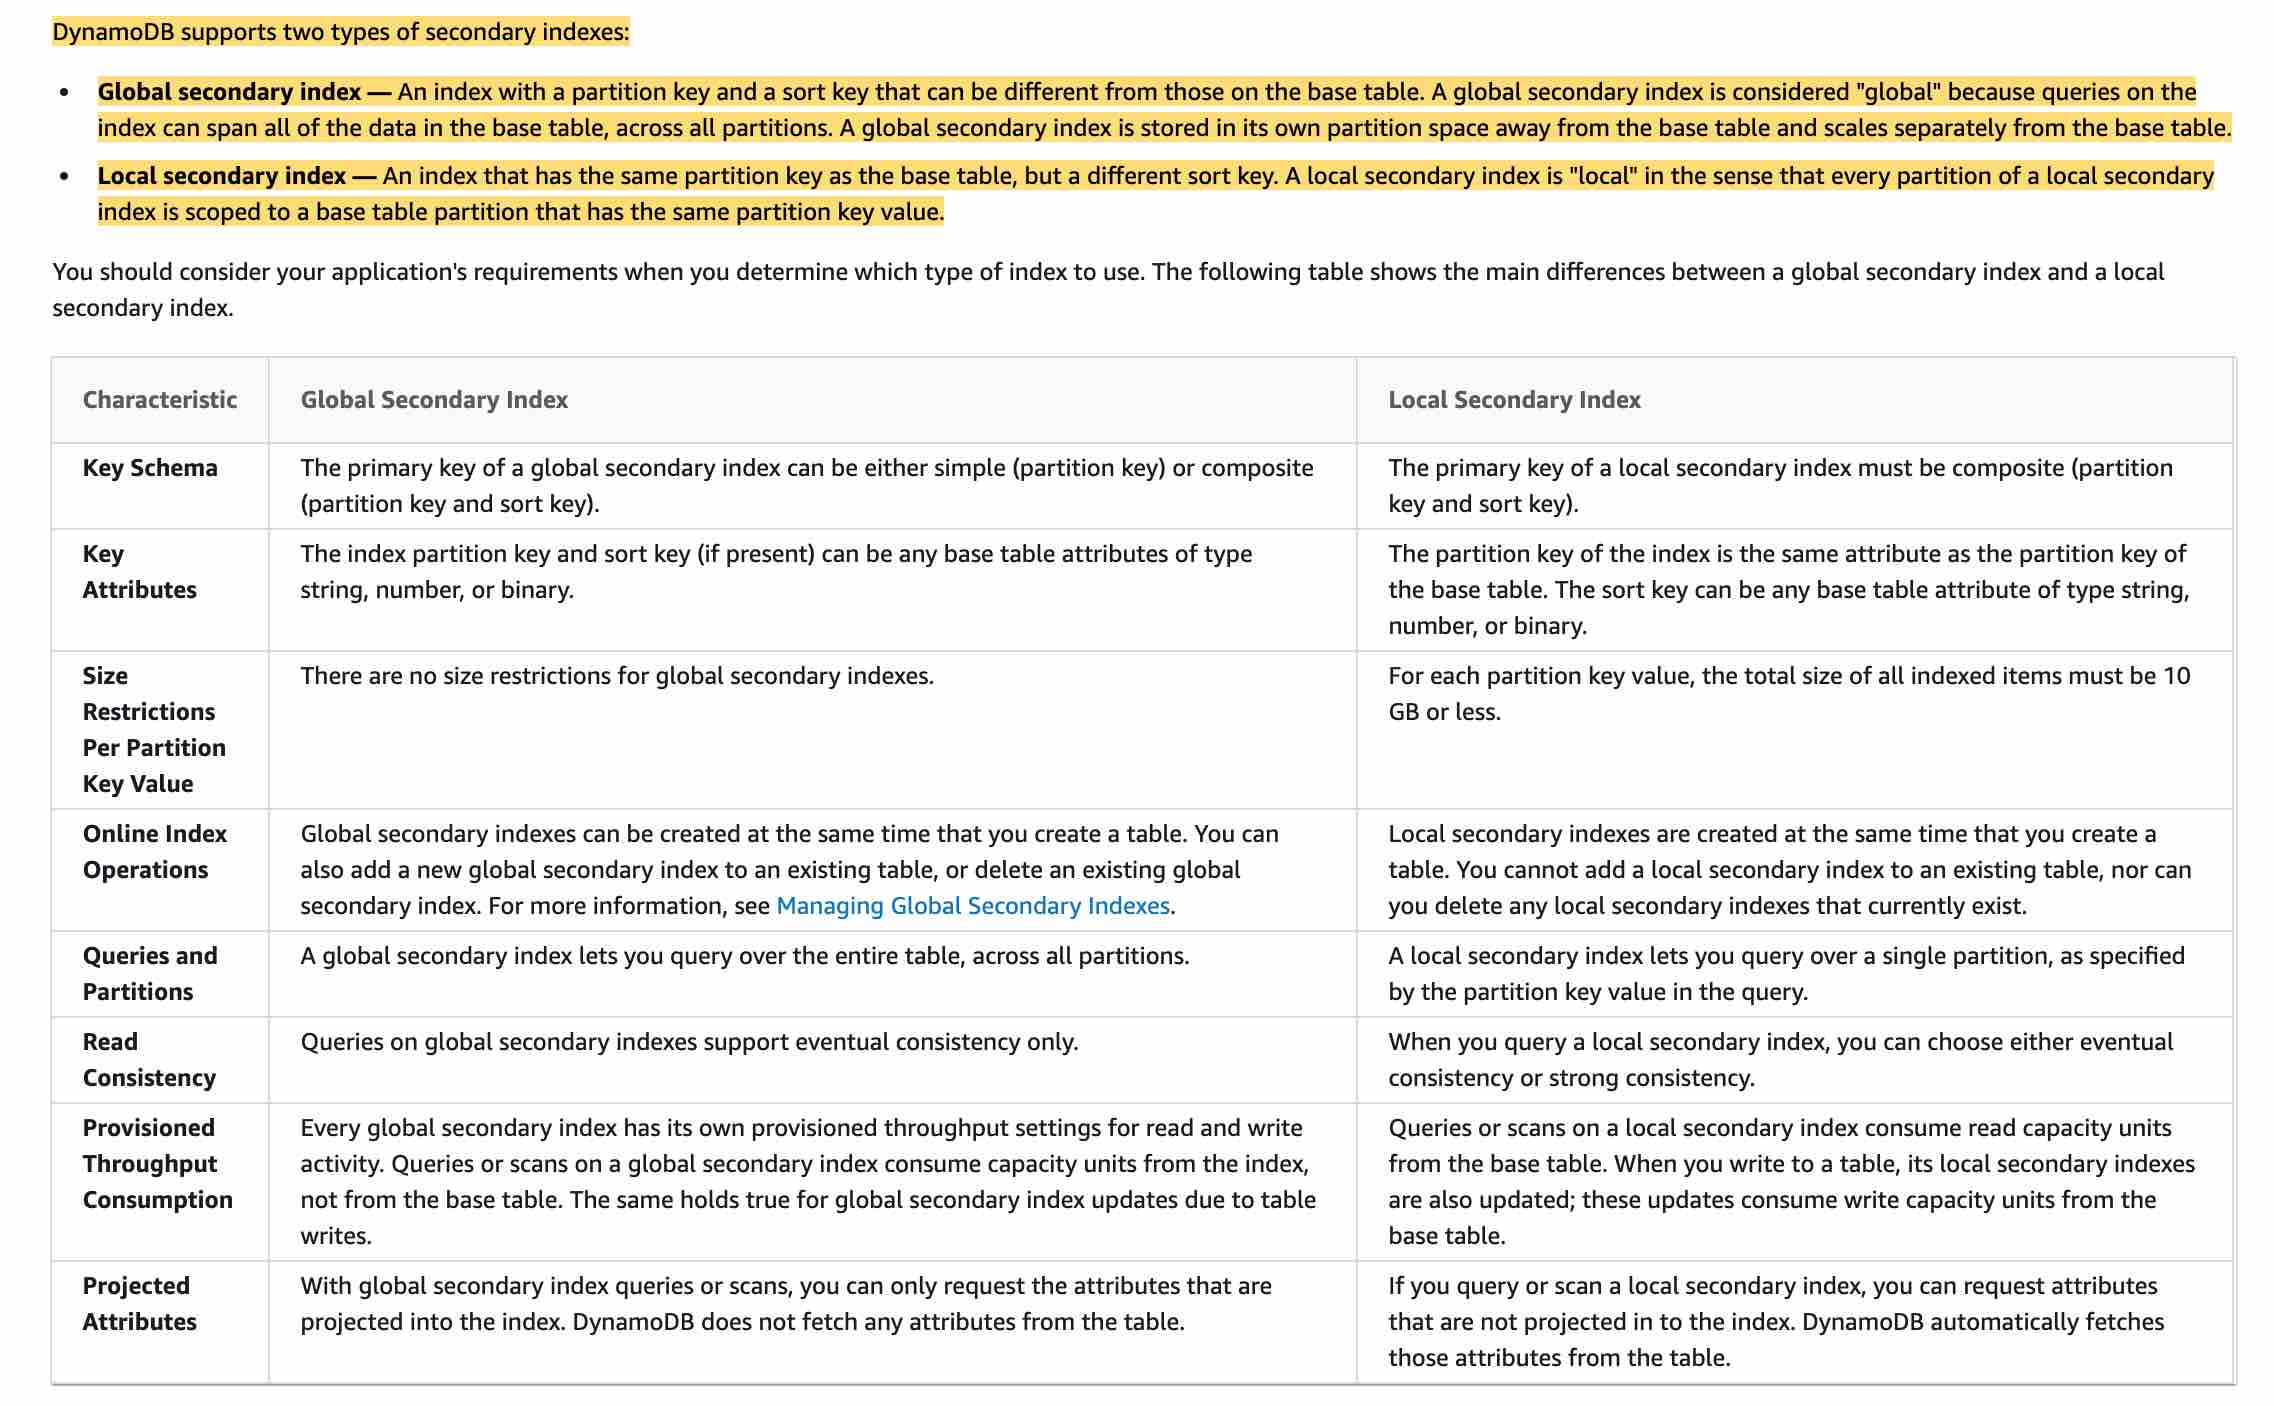 DynamoDB supports two types of secondary indexes:
• Global secondary index — An index with a partition key and a sort key that can be different from those on the base table. A global secondary index is considered "global" because queries on the
index can span all of the data in the base table, across all partitions. A global secondary index is stored in its own partition space away from the base table and scales separately from the base table.
• Local secondary index — An index that has the same partition key as the base table, but a different sort key. A local secondary index is "local" in the sense that every partition of a local secondary
index is scoped to a base table partition that has the same partition key value.
You should consider your application's requirements when you determine which type of index to use. The following table shows the main differences between a global secondary index and a local
secondary index.
Characteristic
Global Secondary Index
Local Secondary Index
Key Schema
The primary key of a global secondary index can be either simple (partition key) or composite
(partition key and sort key).
The primary key of a local secondary index must be composite (partition
key and sort key).
Key
Attributes
The index partition key and sort key (if present) can be any base table attributes of type
string, number, or binary.
The partition key of the index is the same attribute as the partition key of
the base table. The sort key can be any base table attribute of type string,
number, or binary.
Size
Restrictions
Per Partition
Key Value
There are no size restrictions for global secondary indexes.
For each partition key value, the total size of all indexed items must be 10
GB or less.
Online Index
Operations
Global secondary indexes can be created at the same time that you create a table. You can
also add a new global secondary index to an existing table, or delete an existing global
secondary index. For more information, see Managing Global Secondary Indexes.
Local secondary indexes are created at the same time that you create a
table. You cannot add a local secondary index to an existing table, nor can
you delete any local secondary indexes that currently exist.
Queries and
Partitions
A global secondary index lets you query over the entire table, across all partitions.
A local secondary index lets you query over a single partition, as specified
by the partition key value in the query.
Read
Consistency
Queries on global secondary indexes support eventual consistency only.
When you query a local secondary index, you can choose either eventual
consistency or strong consistency.
Provisioned
Throughput
Consumption
Every global secondary index has its own provisioned throughput settings for read and write
activity. Queries or scans on a global secondary index consume capacity units from the index,
not from the base table. The same holds true for global secondary index updates due to table
writes.
Queries or scans on a local secondary index consume read capacity units
from the base table. When you write to a table, its local secondary indexes
are also updated; these updates consume write capacity units from the
base table.
Projected
Attributes
With global secondary index queries or scans, you can only request the attributes that are
projected into the index. DynamoDB does not fetch any attributes from the table.
If you query or scan a local secondary index, you can request attributes
that are not projected in to the index. DynamoDB automatically fetches
those attributes from the table.